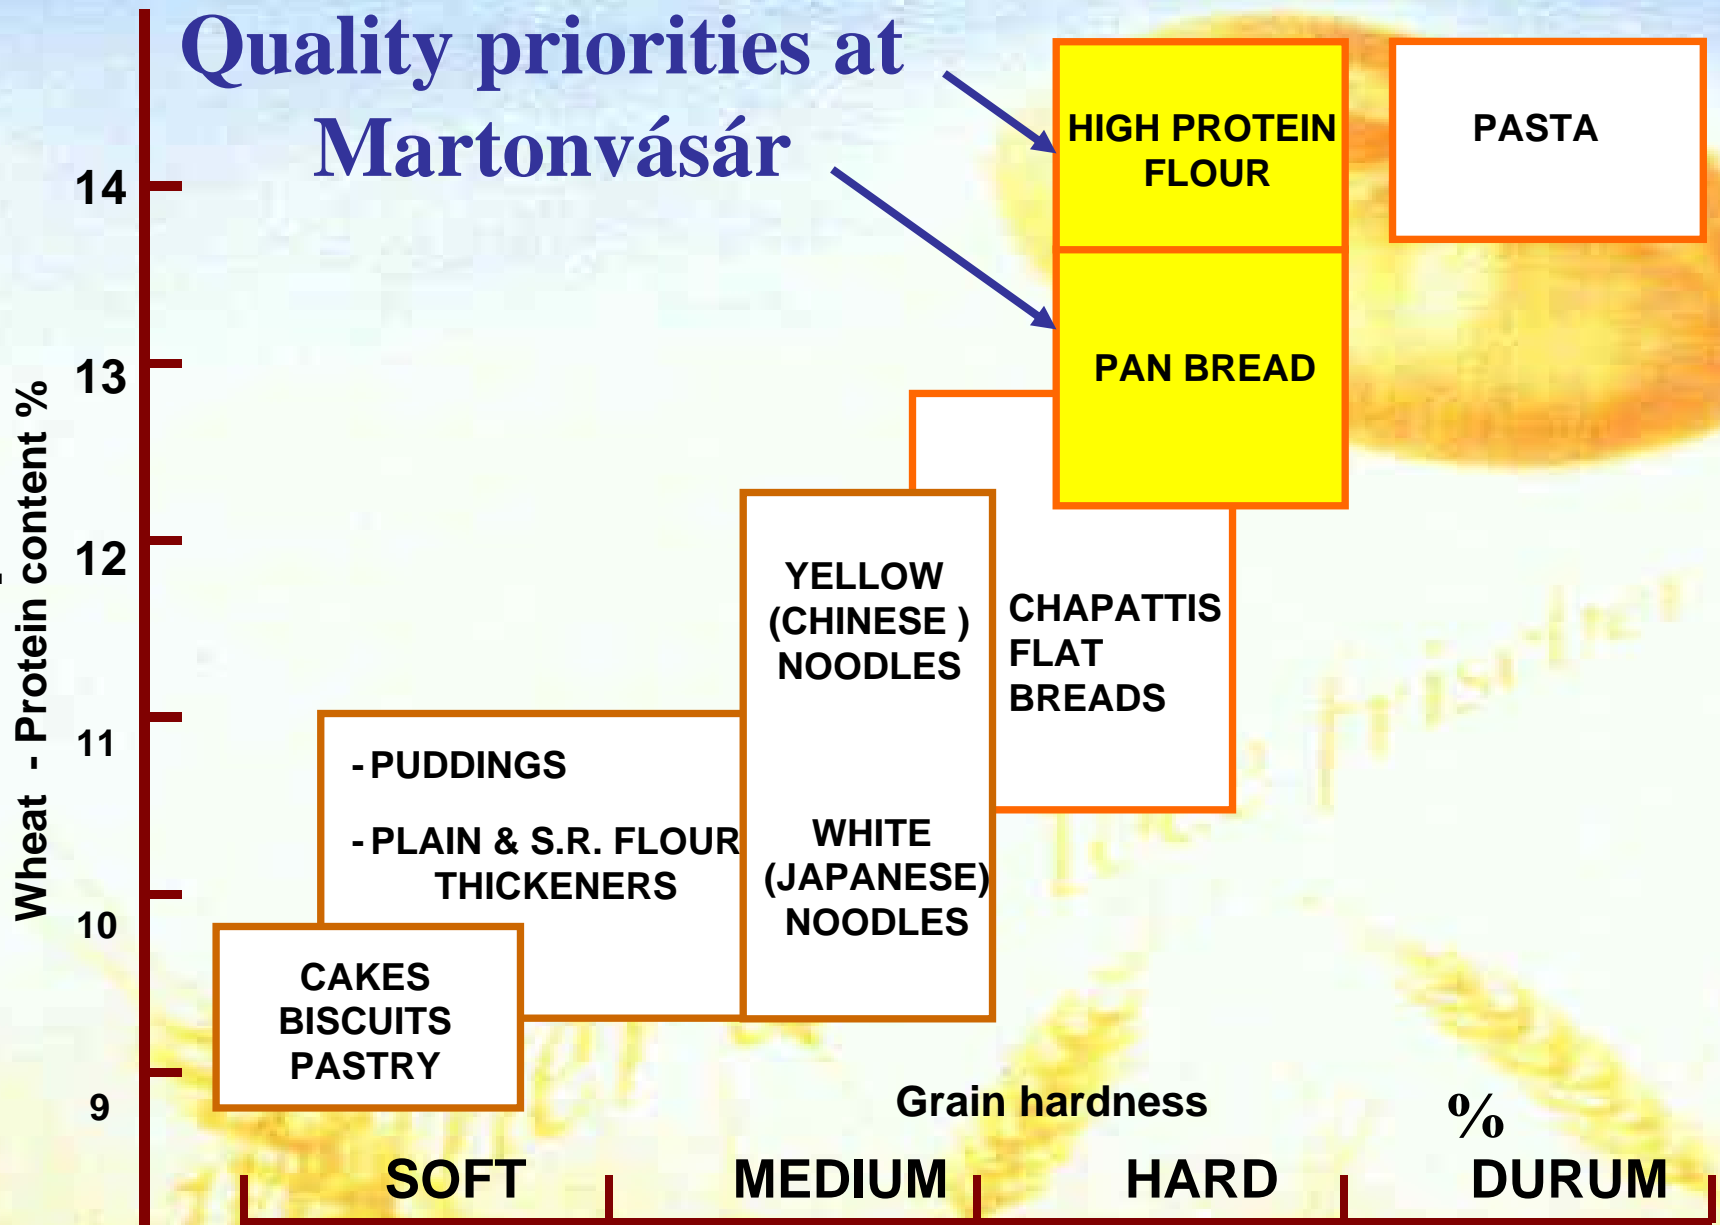 Quality priorities at
Martonvásár
HIGH PROTEIN
FLOUR
PASTA
PAN BREAD
YELLOW
(CHINESE )
NOODLES
CHAPATTIS
FLAT
BREADS
- PUDDINGS
- PLAIN & S.R. FLOUR
THICKENERS
WHITE
(JAPANESE)
NOODLES
CAKES
BISCUITS
PASTRY
Wheat - Protein content %
14
13
12
11
10
9
Grain hardness
%
SOFT
MEDIUM
HARD
DURUM